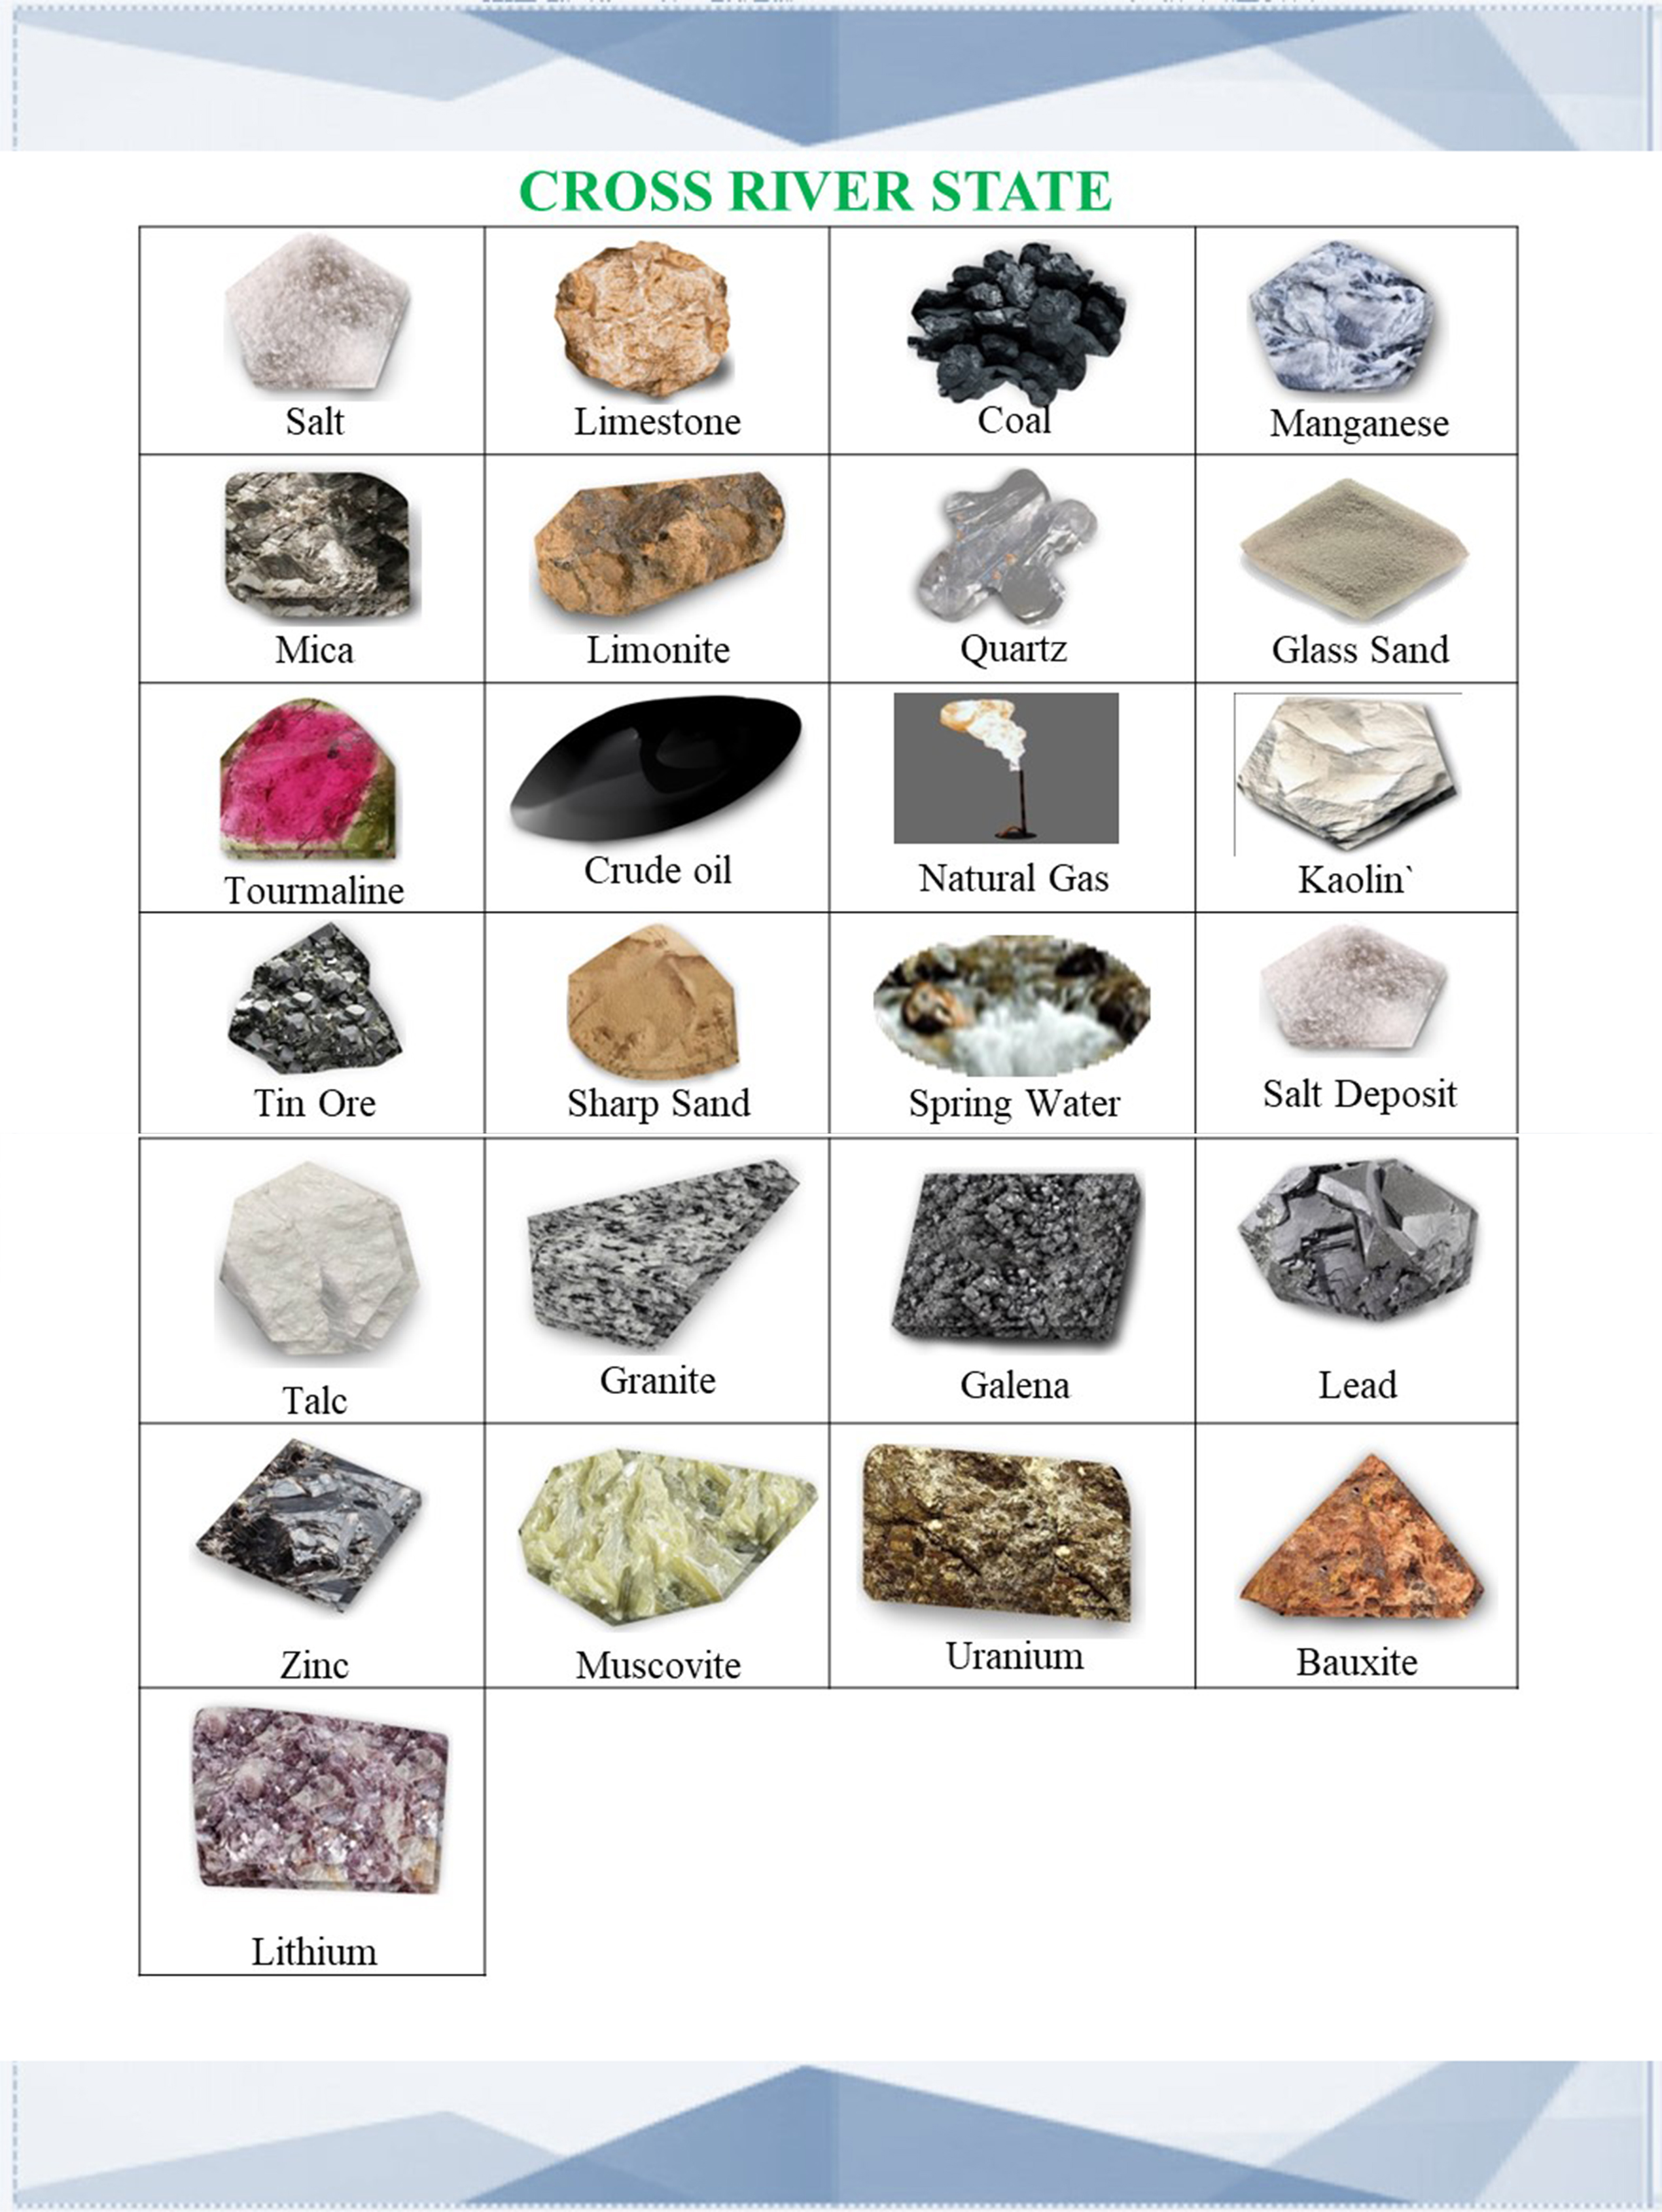 CROSS RIVER STATE
Salt
Limestone
Coal
Manganese
Mica
Limonite
Quartz
Glass Sand
Tourmaline
Crude oil
Natural Gas
Kaolin`
Tin Ore
Sharp Sand
Spring Water
Salt Deposit
Talc
Granite
Galena
Lead
Zinc
Muscovite
Uranium
Bauxite
Lithium